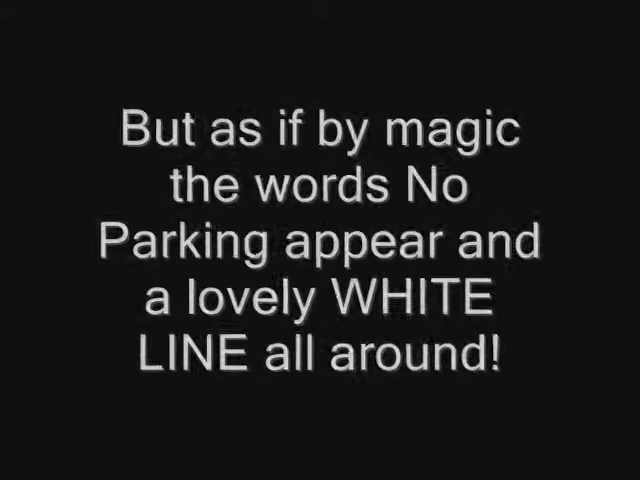 But as if by magic
the words No
Parking appear and
a lovely WHITE
LINE all around!